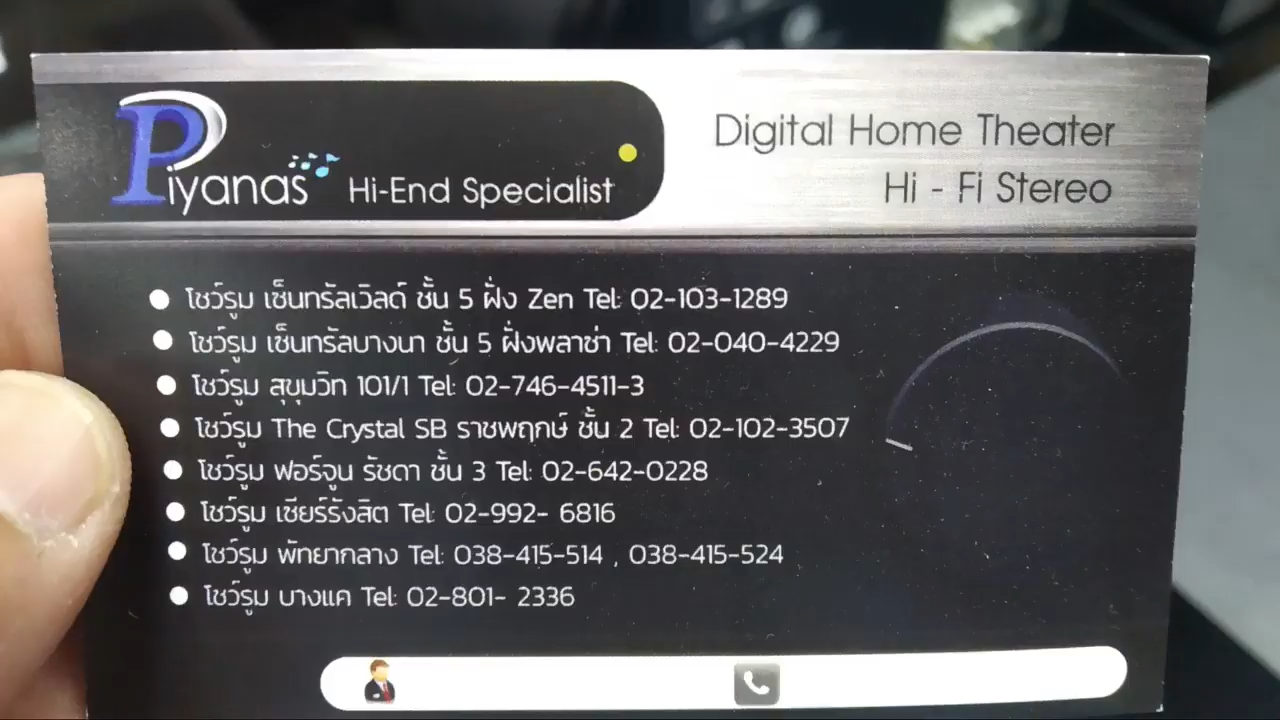 Piyanas Hi-End Specialist
Digital Home Theater
Hi - Fi Stereo
โชว์รูม เซ็นทรัลเวิลด์ ชั้น 5 ฝั่ง Zen Tel: 02-103-1289
โชว์รูม เซ็นทรัลบางนา ชั้น 5 ฝั่งพลาซ่า Tel: 02-040-4229
โชว์รูม สุขุมวิท 101/1 Tel: 02-746-4511-3
โชว์รูม The Crystal SB ราชพฤกษ์ ชั้น 2 Tel: 02-102-3507
โชว์รูม ฟอร์จูน รัชดา ชั้น 3 Tel: 02-642-0228
โชว์รูม เซียร์รังสิต Tel: 02-992- 6816
โชว์รูม พัทยากลาง Tel: 038-415-514 , 038-415-524
โชว์รูม บางแค Tel: 02-801- 2336